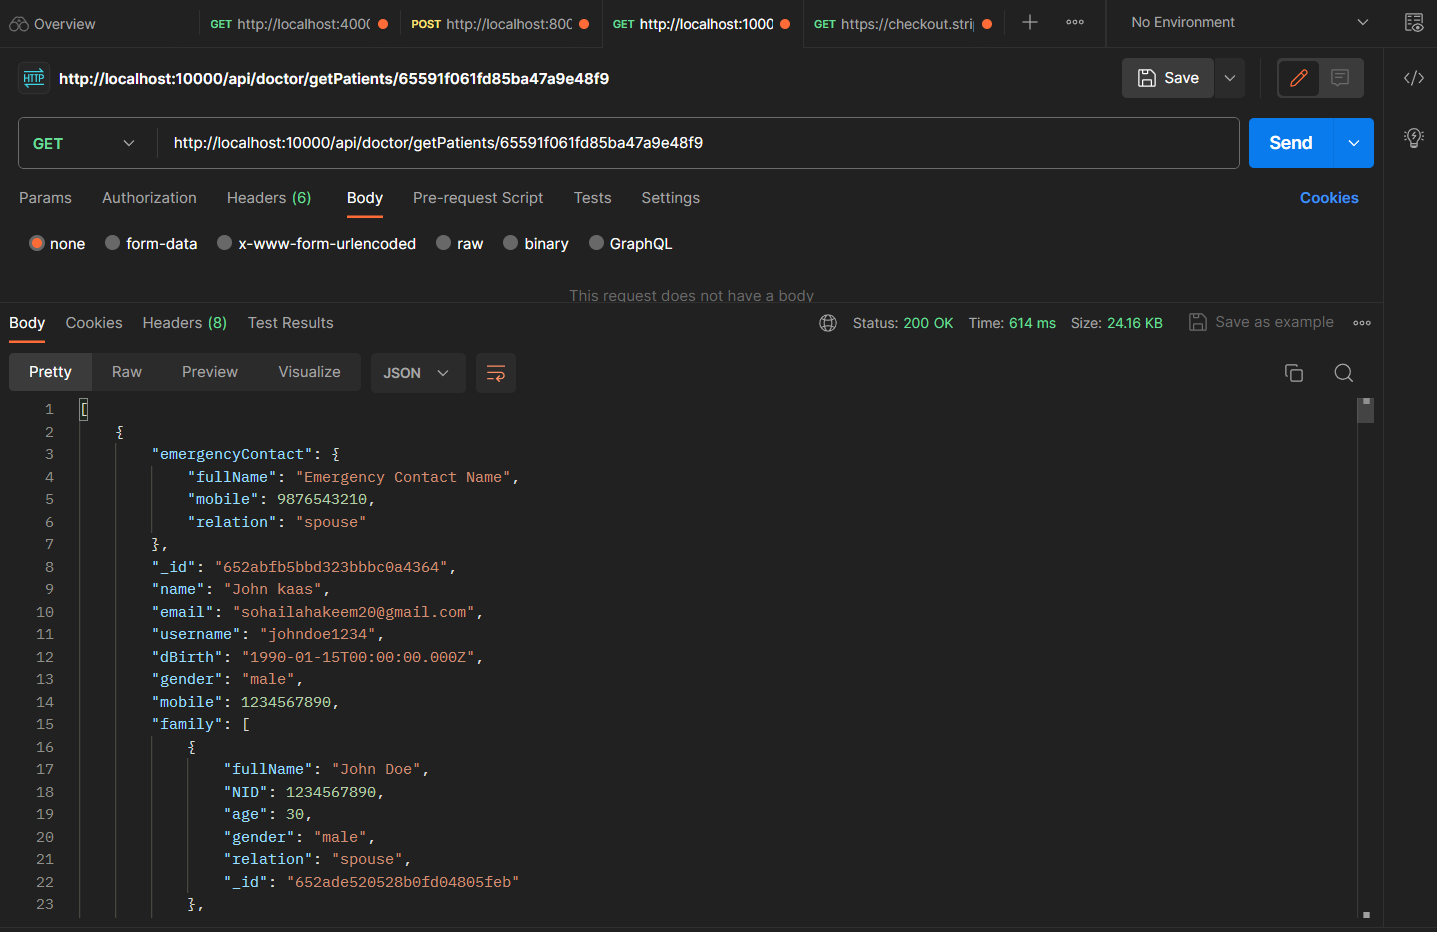 Overview GET http://localhost:4000 POST http://localhost:800 GET http://localhost:1000 GET https://checkout.strip No Environment
HTTP http://localhost:10000/api/doctor/getPatients/65591f061fd85ba47a9e48f9 Save
GET http://localhost:10000/api/doctor/getPatients/65591f061fd85ba47a9e48f9 Send
Params Authorization Headers (6) Body Pre-request Script Tests Settings Cookies
none form-data x-www-form-urlencoded raw binary GraphQL
This request does not have a body
Body Cookies Headers (8) Test Results Status: 200 OK Time: 614 ms Size: 24.16 KB Save as example
Pretty Raw Preview Visualize JSON
1 [
2 {
3 "emergencyContact": {
4 "fullName": "Emergency Contact Name",
5 "mobile": 9876543210,
6 "relation": "spouse"
7 },
8 "_id": "652abfb5bbd323bbbc0a4364",
9 "name": "John kaas",
10 "email": "sohailahakeem20@gmail.com",
11 "username": "johndoe1234",
12 "dBirth": "1990-01-15T00:00:00.000Z",
13 "gender": "male",
14 "mobile": 1234567890,
15 "family": [
16 {
17 "fullName": "John Doe",
18 "NID": 1234567890,
19 "age": 30,
20 "gender": "male",
21 "relation": "spouse",
22 "_id": "652ade520528b0fd04805feb"
23 },